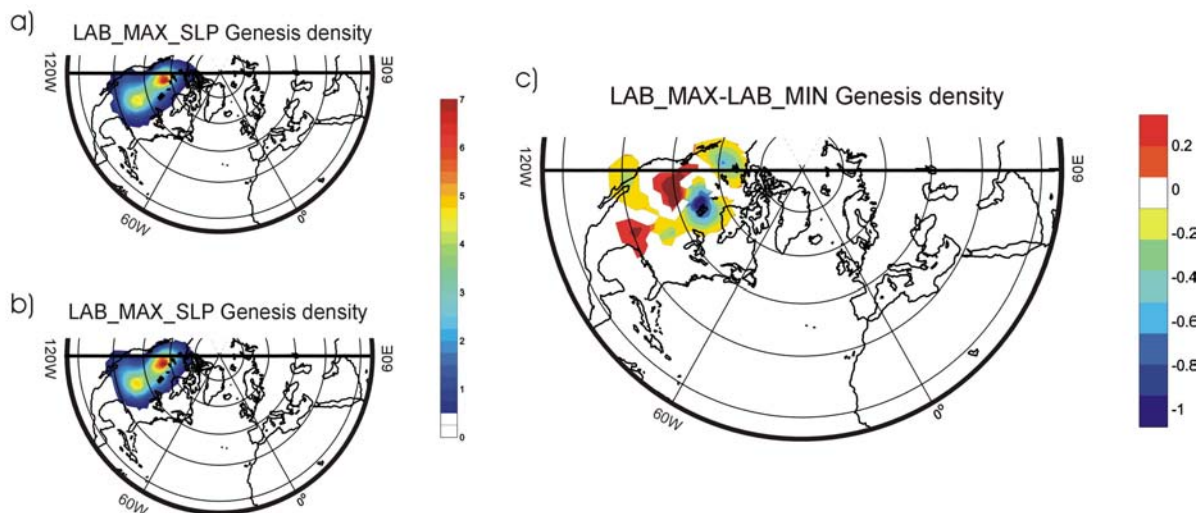 a)
LAB_MAX_SLP Genesis density
120W
60E
60W
0°
7
6
5
4
3
2
1
0
b)
LAB_MAX_SLP Genesis density
120W
60E
60W
0°
c)
LAB_MAX-LAB_MIN Genesis density
120W
60E
60W
0°
0.2
0
-0.2
-0.4
-0.6
-0.8
-1